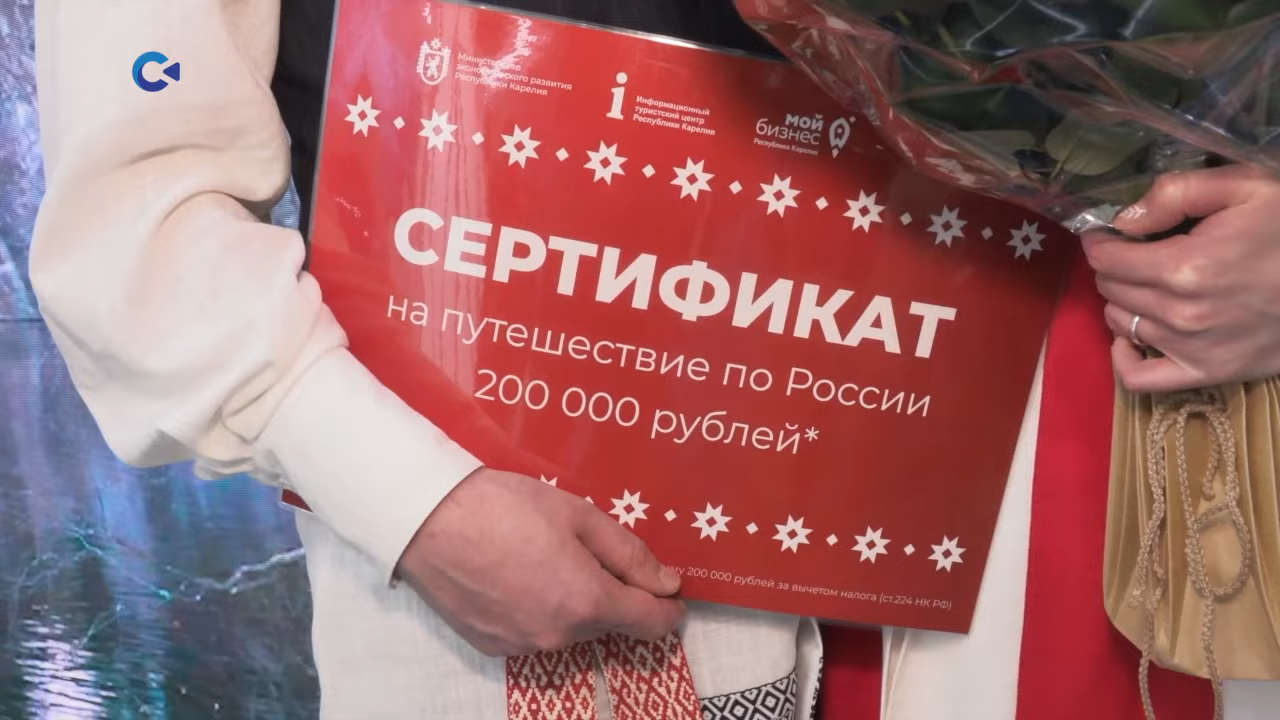 Министерство
экономического развития
Республики Карелия
Информационный
туристский центр
Республики Карелия
мой
бизнес
Республика Карелия
СЕРТИФИКАТ
на путешествие по России
200 000 рублей*
200 000 рублей за вычетом налога (ст.224 НК РФ)